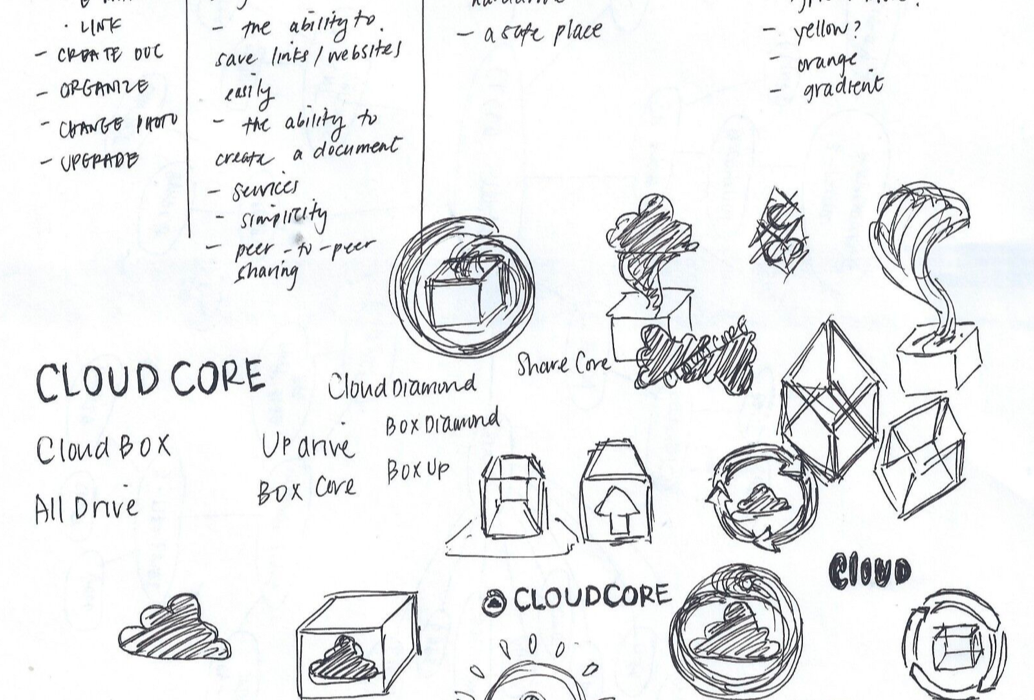 · LINK
- CREATE DOC
- ORGANIZE
- CHANGE PHOTO
- UPGRADE
- the ability to
save links/websites
easily
- the ability to
create a document
- services
- simplicity
- peer-to-peer
sharing
- a safe place
- yellow?
- orange
- gradient
CLOUD CORE
Cloud BOX
All Drive
Up drive
BOX Core
Cloud Diamond
BOX Diamond
BOX Up
Share Core
CLOUD
CLOUDCORE